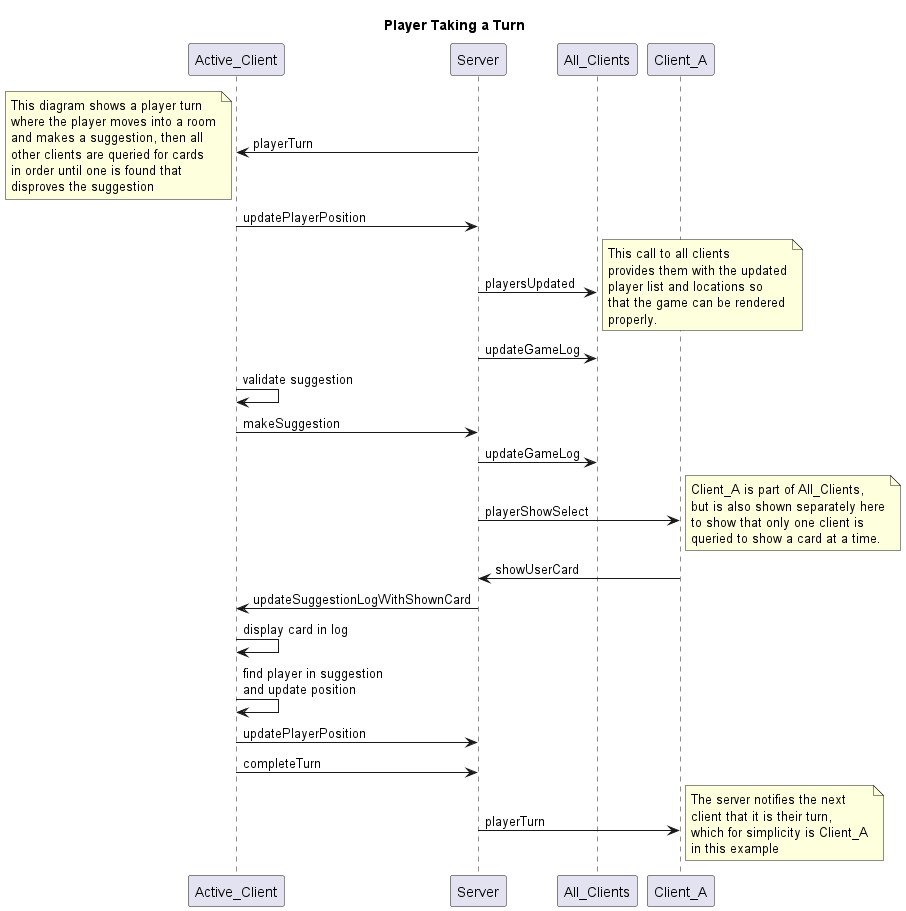 Player Taking a Turn
Active_Client
Server
All_Clients
Client_A
This diagram shows a player turn
where the player moves into a room
and makes a suggestion, then all
other clients are queried for cards
in order until one is found that
disproves the suggestion
playerTurn
updatePlayerPosition
This call to all clients
provides them with the updated
player list and locations so
that the game can be rendered
properly.
playersUpdated
updateGameLog
validate suggestion
makeSuggestion
updateGameLog
Client_A is part of All_Clients,
but is also shown separately here
to show that only one client is
queried to show a card at a time.
playerShowSelect
showUserCard
updateSuggestionLogWithShownCard
display card in log
find player in suggestion
and update position
updatePlayerPosition
completeTurn
The server notifies the next
client that it is their turn,
which for simplicity is Client_A
in this example
playerTurn
Active_Client
Server
All_Clients
Client_A